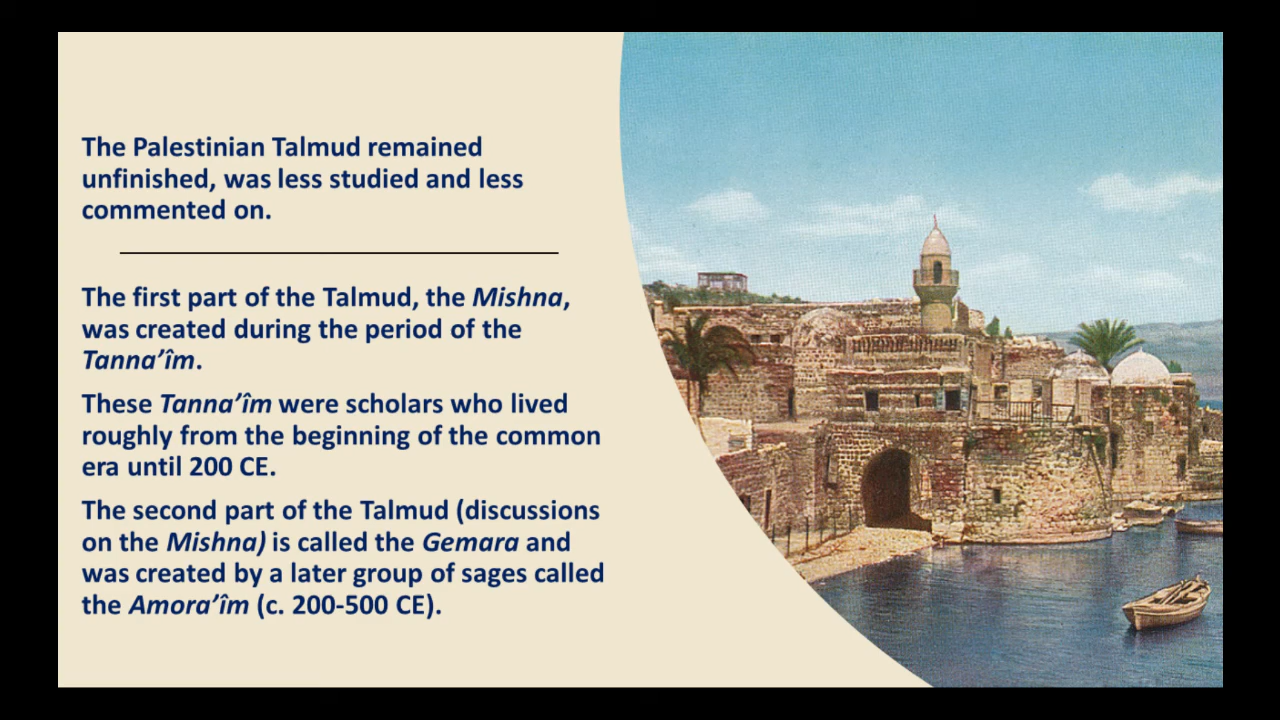 The Palestinian Talmud remained
unfinished, was less studied and less
commented on.
The first part of the Talmud, the Mishna,
was created during the period of the
Tanna’îm.
These Tanna’îm were scholars who lived
roughly from the beginning of the common
era until 200 CE.
The second part of the Talmud (discussions
on the Mishna) is called the Gemara and
was created by a later group of sages called
the Amora’îm (c. 200-500 CE).